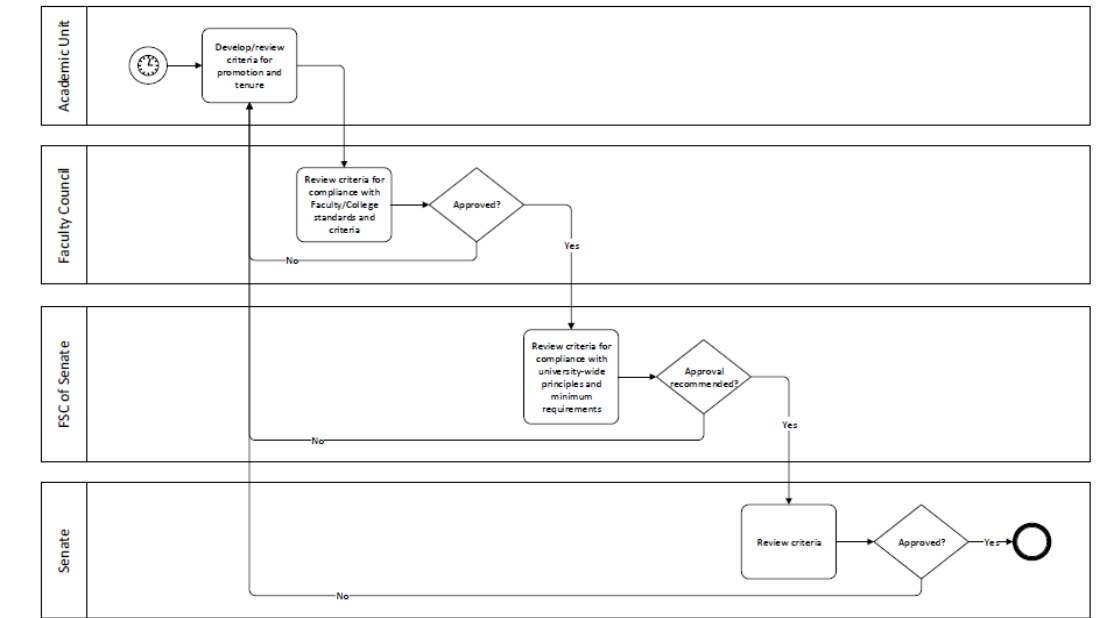 Academic Unit
Develop/review
criteria for
promotion and
tenure
Faculty Council
Review criteria for
compliance with
Faculty/College
standards and
criteria
Approved?
Yes
No
FSC of Senate
Review criteria for
compliance with
university-wide
principles and
minimum
requirements
Approval
recommended?
Yes
No
Senate
Review criteria
Approved?
Yes
No